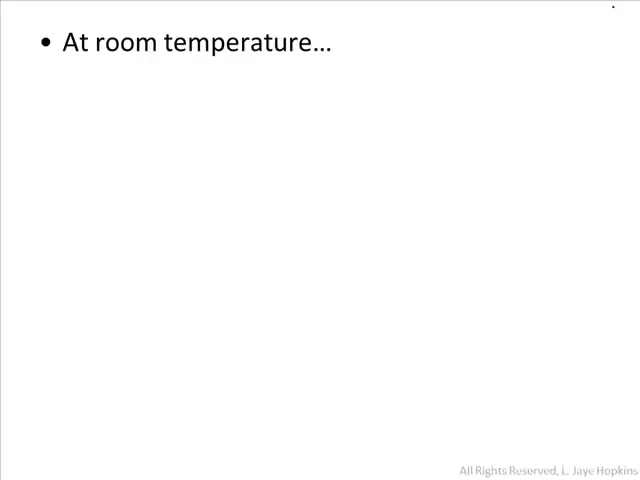 • At room temperature…
All Rights Reserved, L. Jaye Hopkins